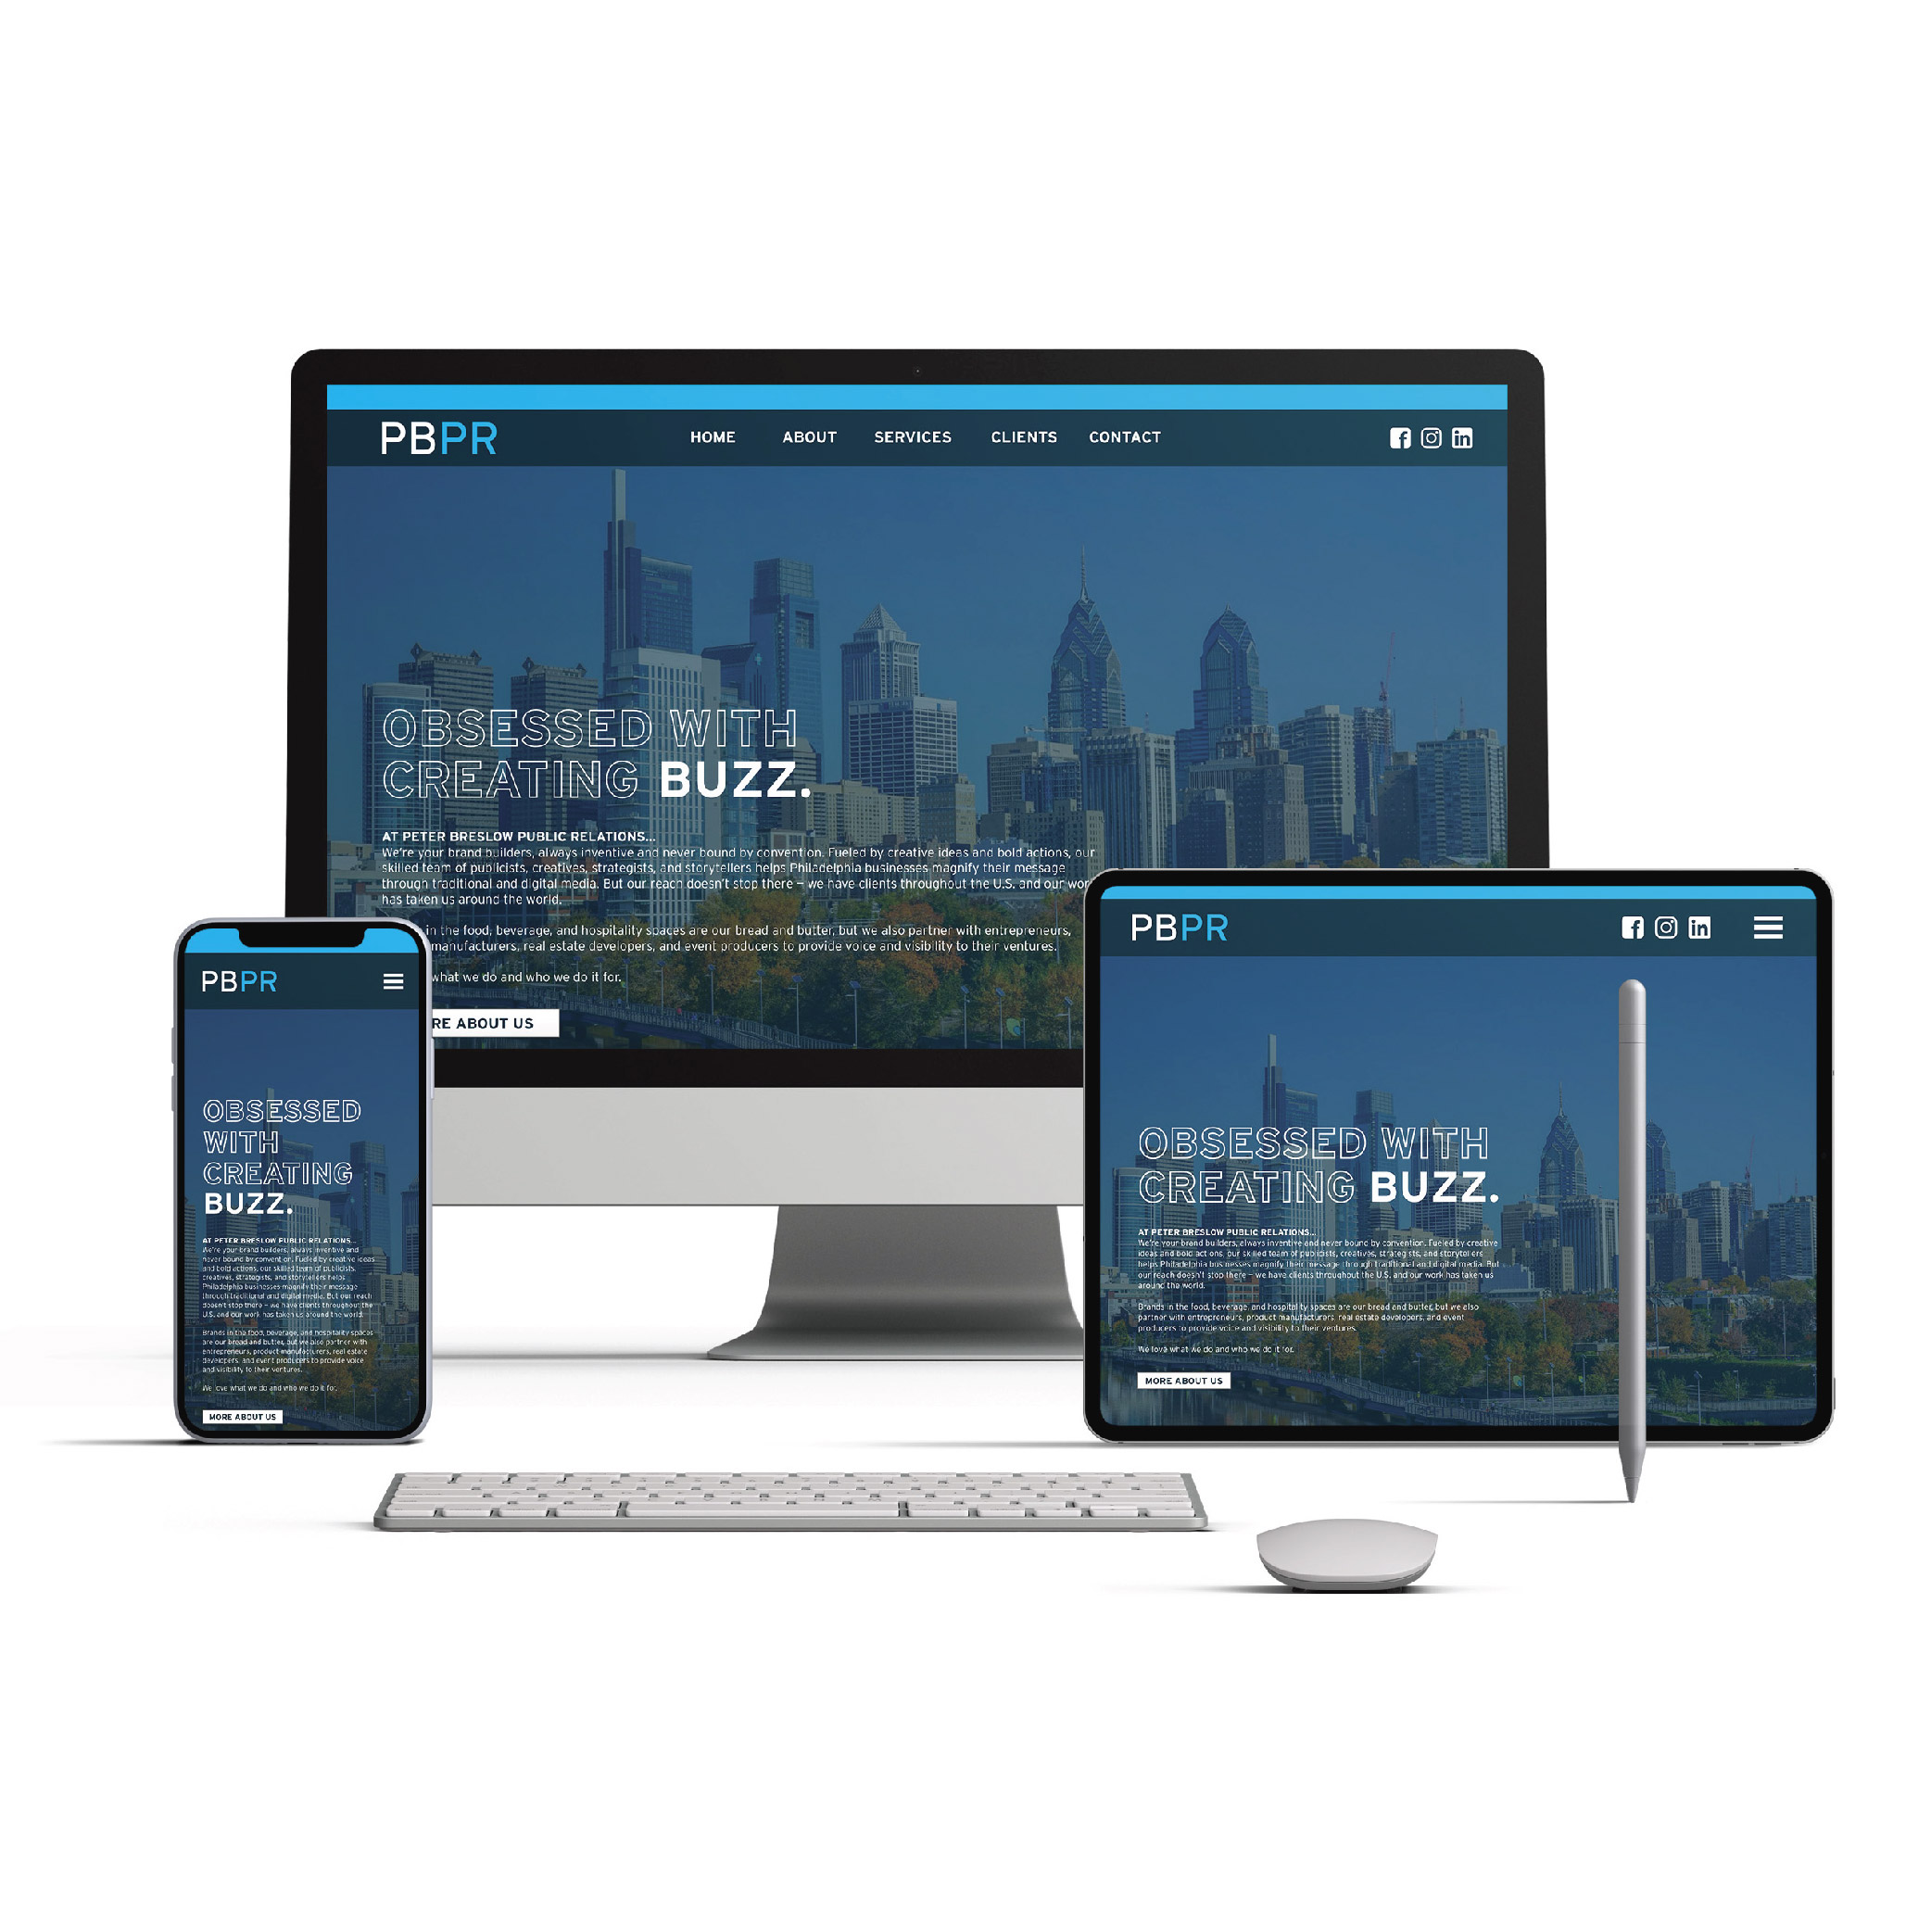 PBPR
HOME ABOUT SERVICES CLIENTS CONTACT
OBSESSED WITH
CREATING BUZZ.
AT PETER BRESLOW PUBLIC RELATIONS...
We're your brand builders, always inventive and never bound by convention. Fueled by creative ideas and bold actions, our
skilled team of publicists, creatives, strategists, and storytellers helps Philadelphia businesses magnify their message
through traditional and digital media. But our reach doesn't stop there – we have clients throughout the U.S. and our wor
has taken us around the world.
in the food, beverage, and hospitality spaces are our bread and butter, but we also partner with entrepreneurs,
manufacturers, real estate developers, and event producers to provide voice and visibility to their ventures.
what we do and who we do it for.
RE ABOUT US
PBPR
OBSESSED
WITH
CREATING
BUZZ.
AT PETER BRESLOW PUBLIC RELATIONS...
We're your brand builders, always inventive and
never bound by convention. Fueled by creative ideas
and bold actions, our skilled team of publicists,
creatives, strategists, and storytellers helps
Philadelphia businesses magnify their message
through traditional and digital media. But our reach
doesn't stop there – we have clients throughout the
U.S. and our work has taken us around the world.
Brands in the food, beverage, and hospitality spaces
are our bread and butter, but we also partner with
entrepreneurs, product manufacturers, real estate
developers, and event producers to provide voice
and visibility to their ventures.
We love what we do and who we do it for.
MORE ABOUT US
PBPR
OBSESSED WITH
CREATING BUZZ.
AT PETER BRESLOW PUBLIC RELATIONS...
We're your brand builders, always inventive and never bound by convention. Fueled by creative
ideas and bold actions, our skilled team of publicists, creatives, strategists, and storytellers
helps Philadelphia businesses magnify their message through traditional and digital media. But
our reach doesn't stop there – we have clients throughout the U.S. and our work has taken us
around the world.
Brands in the food, beverage, and hospitality spaces are our bread and butter, but we also
partner with entrepreneurs, product manufacturers, real estate developers, and event
producers to provide voice and visibility to their ventures.
We love what we do and who we do it for.
MORE ABOUT US